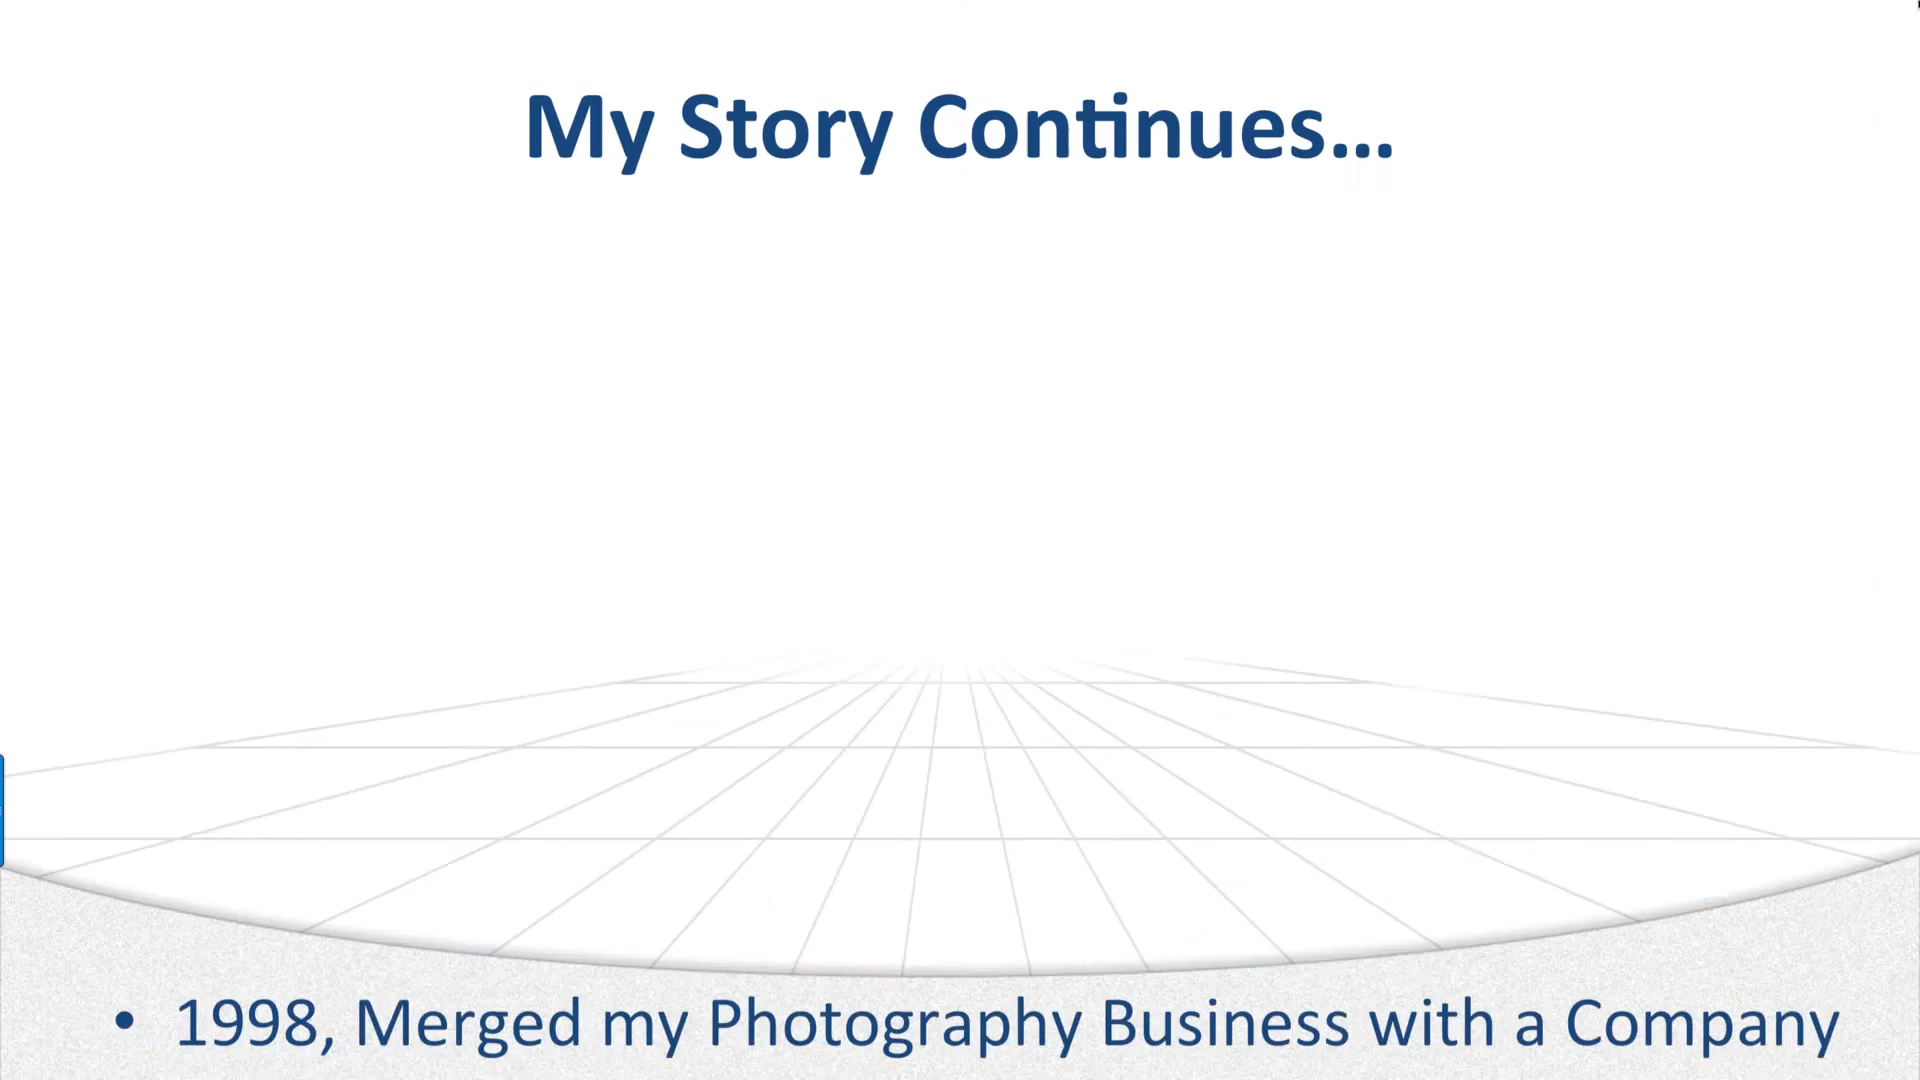 My Story Continues...
• 1998, Merged my Photography Business with a Company